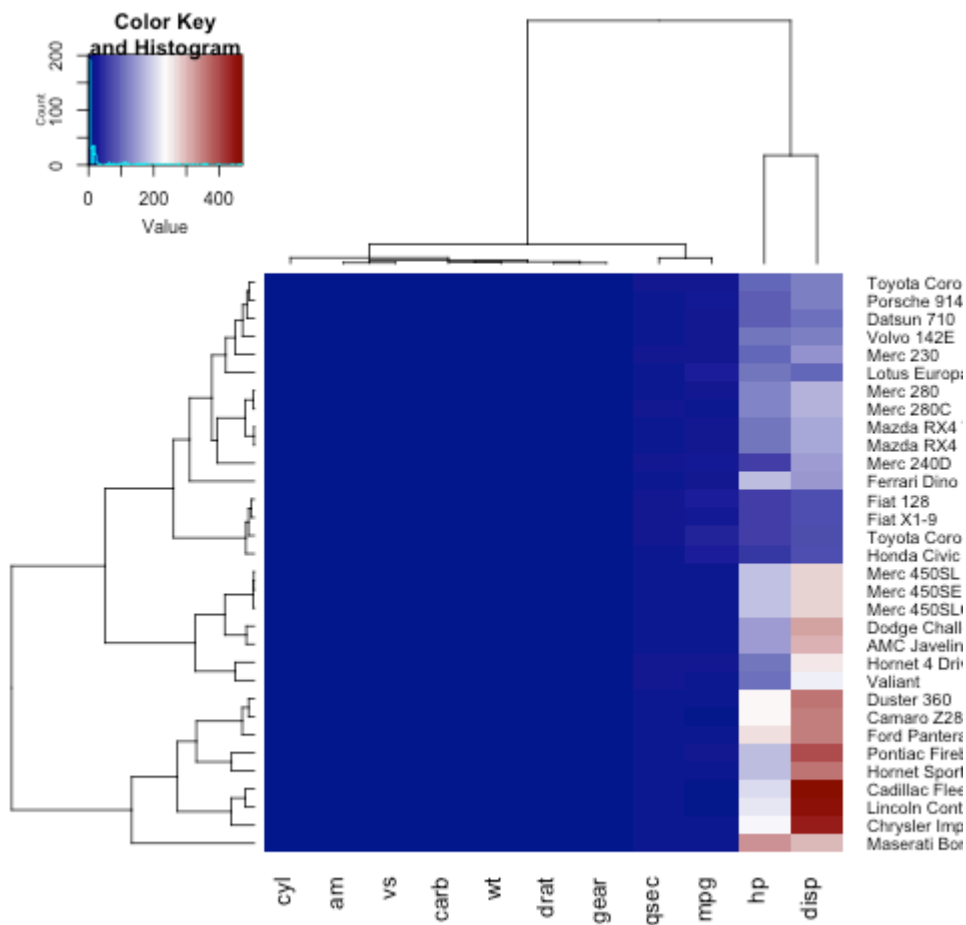 Color Key
and Histogram
Count
0 100 200
0 200 400
Value
Toyota Coro
Porsche 914
Datsun 710
Volvo 142E
Merc 230
Lotus Europa
Merc 280
Merc 280C
Mazda RX4
Mazda RX4
Merc 240D
Ferrari Dino
Fiat 128
Fiat X1-9
Toyota Coro
Honda Civic
Merc 450SL
Merc 450SE
Merc 450SL
Dodge Chall
AMC Javelin
Hornet 4 Driv
Valiant
Duster 360
Camaro Z28
Ford Pantera
Pontiac Fireb
Hornet Sport
Cadillac Flee
Lincoln Cont
Chrysler Imp
Maserati Bor
cyl am vs carb wt drat gear qsec mpg hp disp